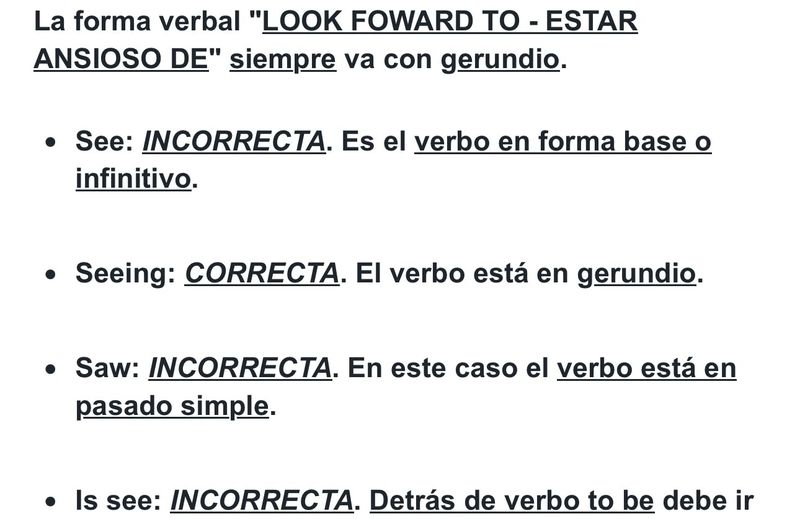 La forma verbal "LOOK FOWARD TO - ESTAR
ANSIOSO DE" siempre va con gerundio.
• See: INCORRECTA. Es el verbo en forma base o
infinitivo.
• Seeing: CORRECTA. El verbo está en gerundio.
• Saw: INCORRECTA. En este caso el verbo está en
pasado simple.
• Is see: INCORRECTA. Detrás de verbo to be debe ir